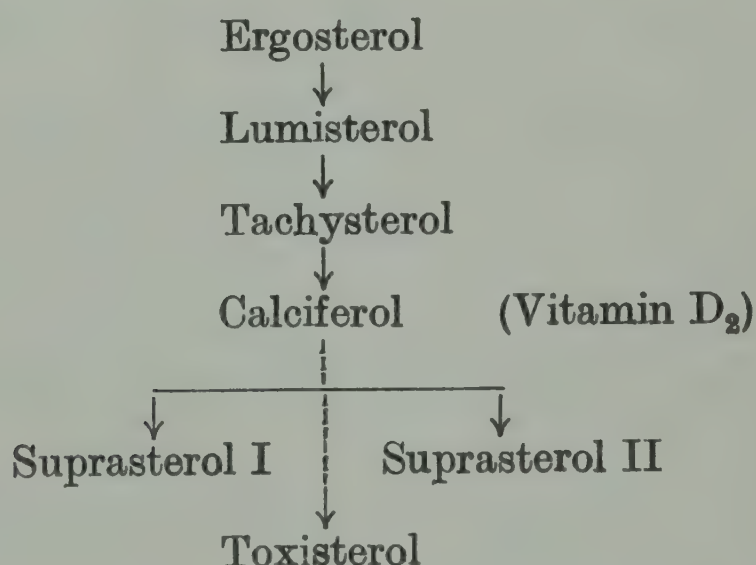 Ergosterol
Lumisterol
Tachysterol
Calciferol (Vitamin D₂)
Suprasterol I Suprasterol II
Toxisterol